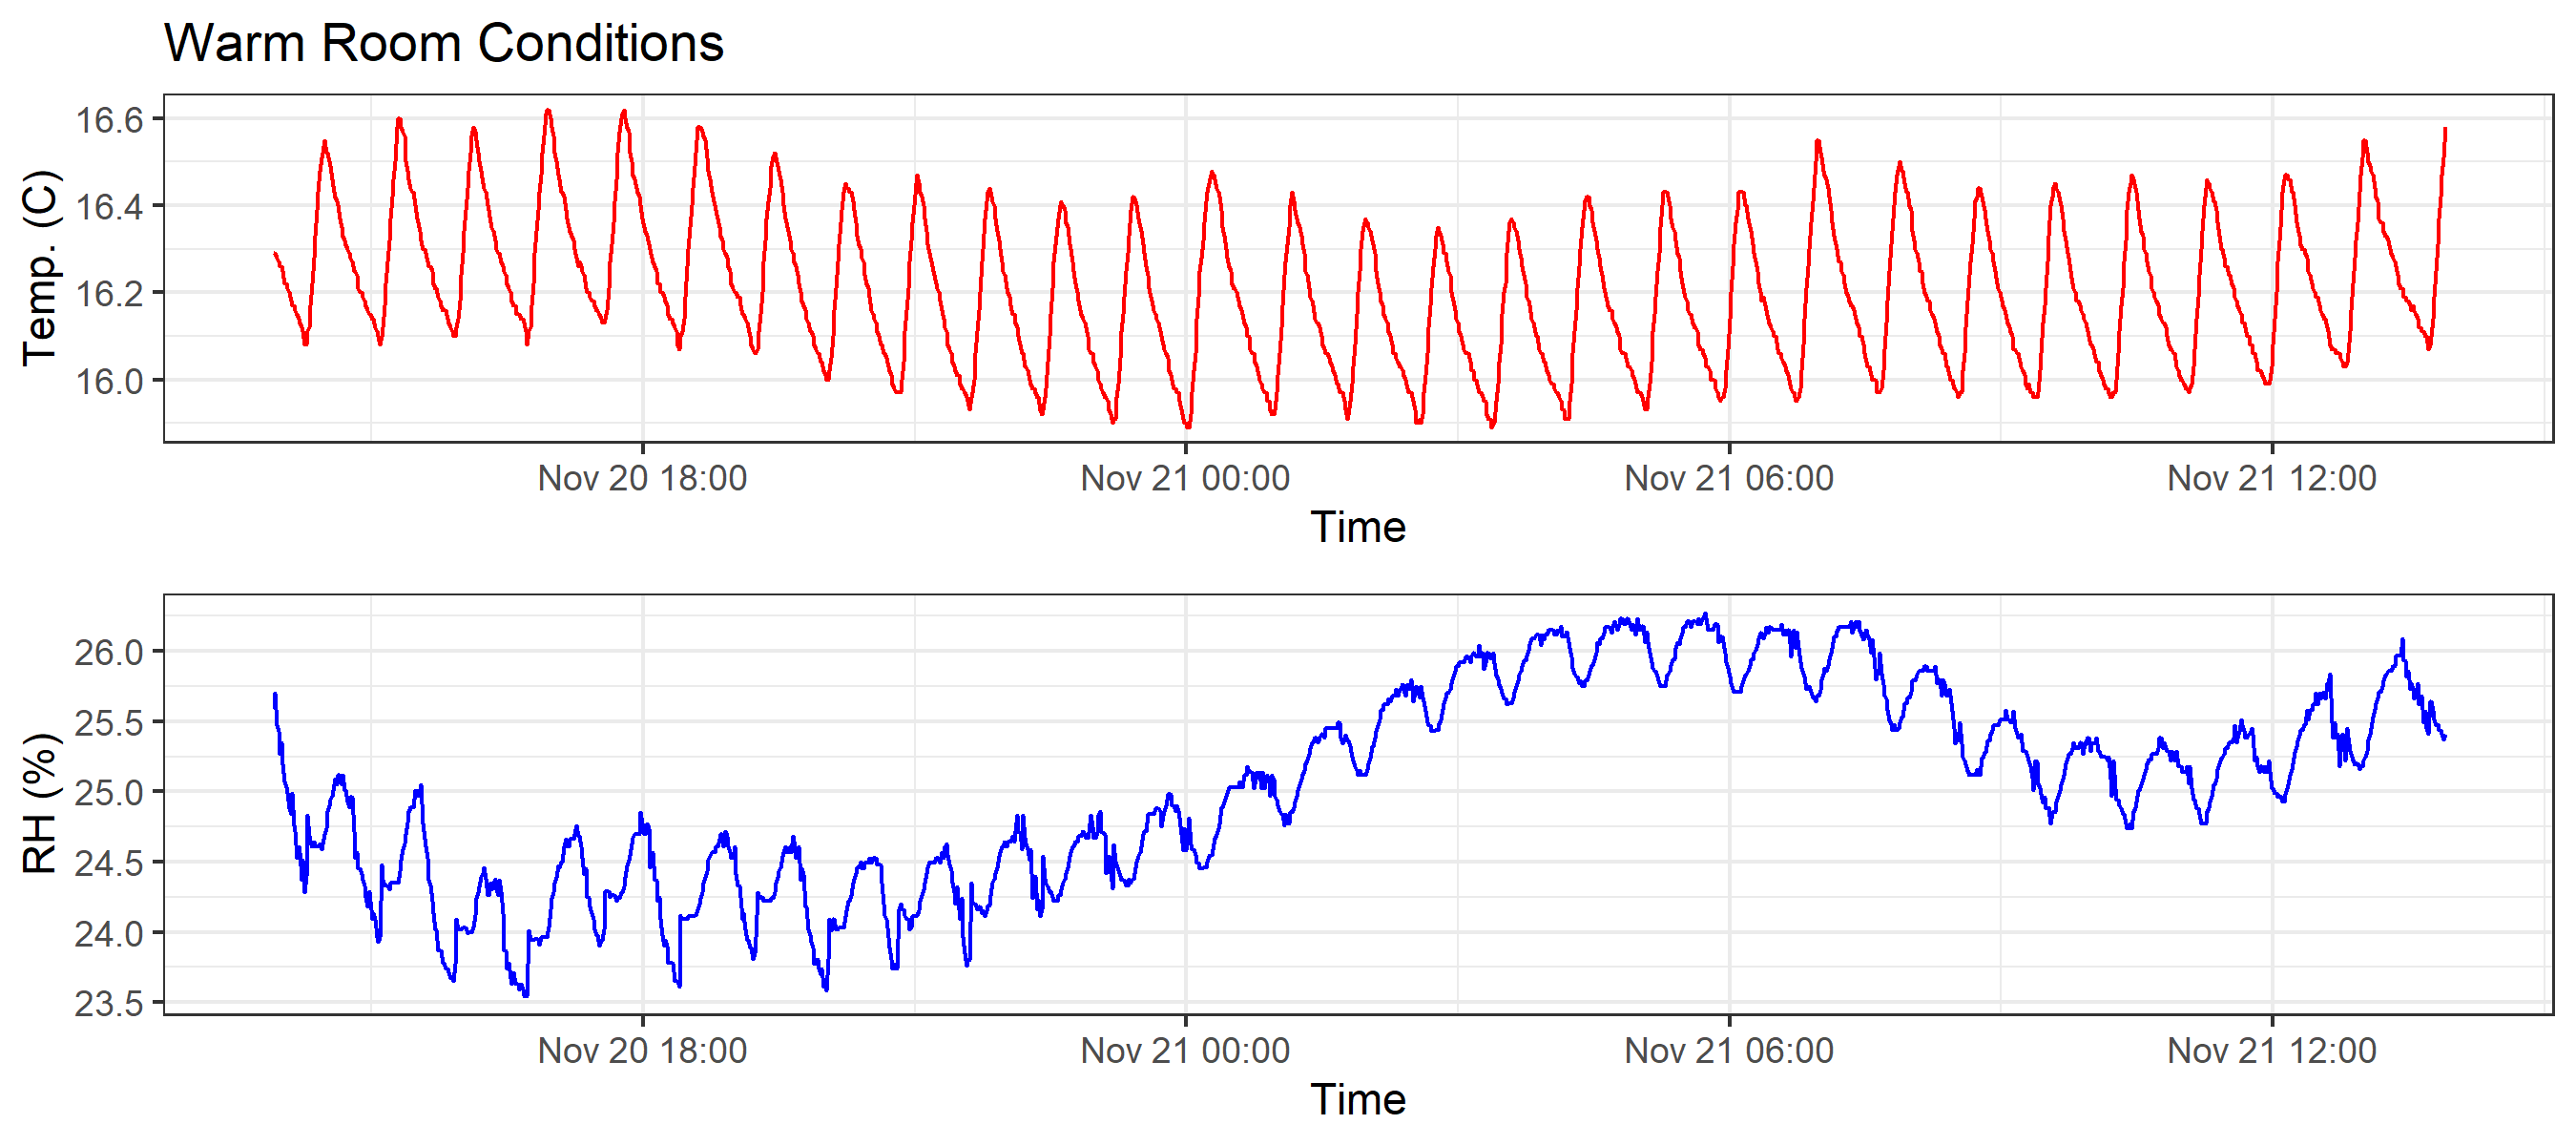 Warm Room Conditions
Temp. (C)
16.6
16.4
16.2
16.0
Nov 20 18:00 Nov 21 00:00 Nov 21 06:00 Nov 21 12:00
Time
RH (%)
26.0
25.5
25.0
24.5
24.0
23.5
Nov 20 18:00 Nov 21 00:00 Nov 21 06:00 Nov 21 12:00
Time